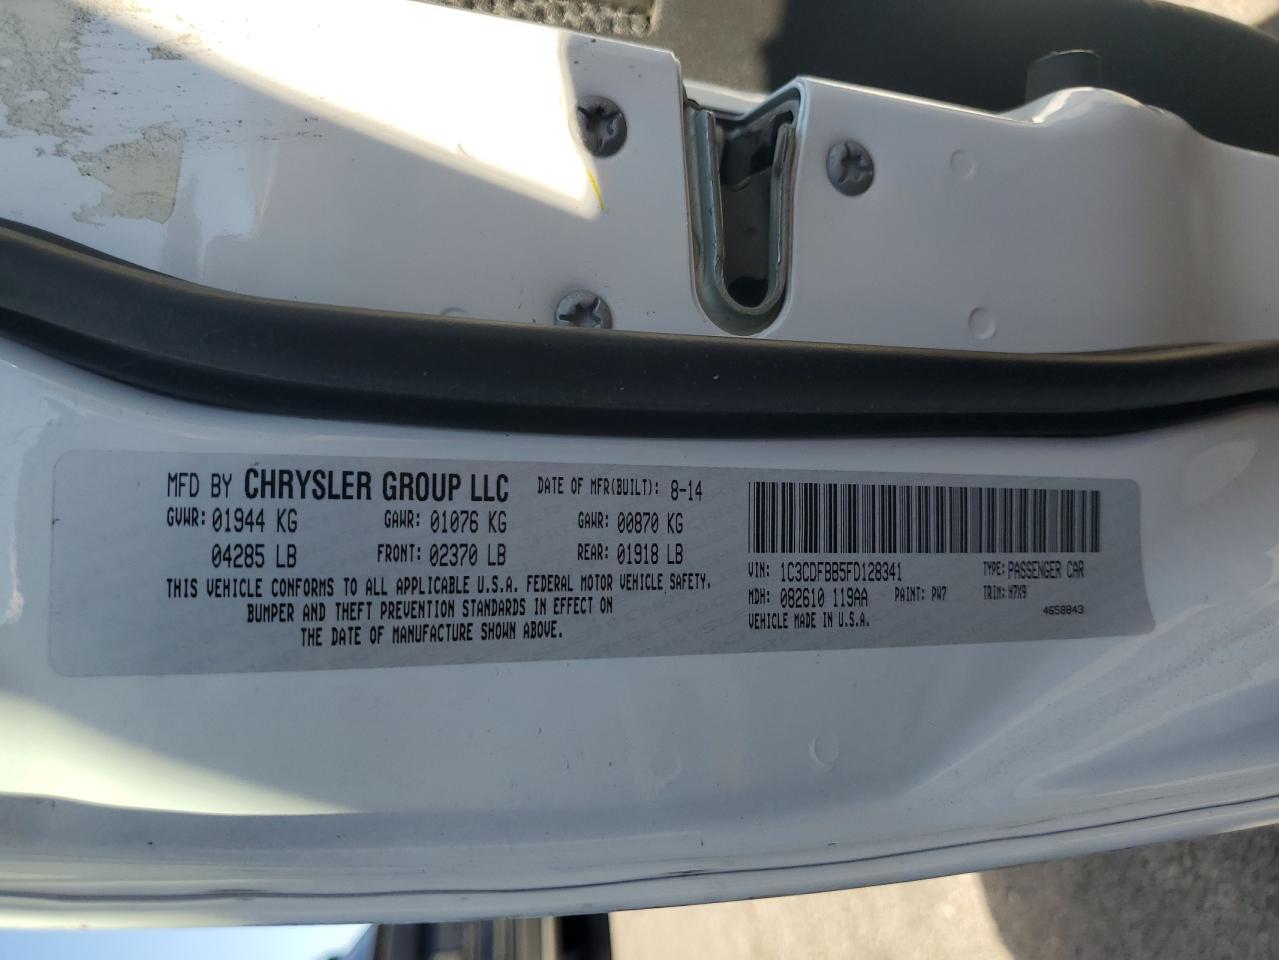 MFD BY CHRYSLER GROUP LLC DATE OF MFR(BUILT): 8-14
GVWR: 01944 KG GAWR: 01076 KG GAWR: 00870 KG
04285 LB FRONT: 02370 LB REAR: 01918 LB
THIS VEHICLE CONFORMS TO ALL APPLICABLE U.S.A. FEDERAL MOTOR VEHICLE SAFETY,
BUMPER AND THEFT PREVENTION STANDARDS IN EFFECT ON
THE DATE OF MANUFACTURE SHOWN ABOVE.
VIN: 1C3CDFBB5FD128341 TYPE: PASSENGER CAR
MDH: 082610 119AA PAINT: PW7 TRIM: H7X9
VEHICLE MADE IN U.S.A. 4658843